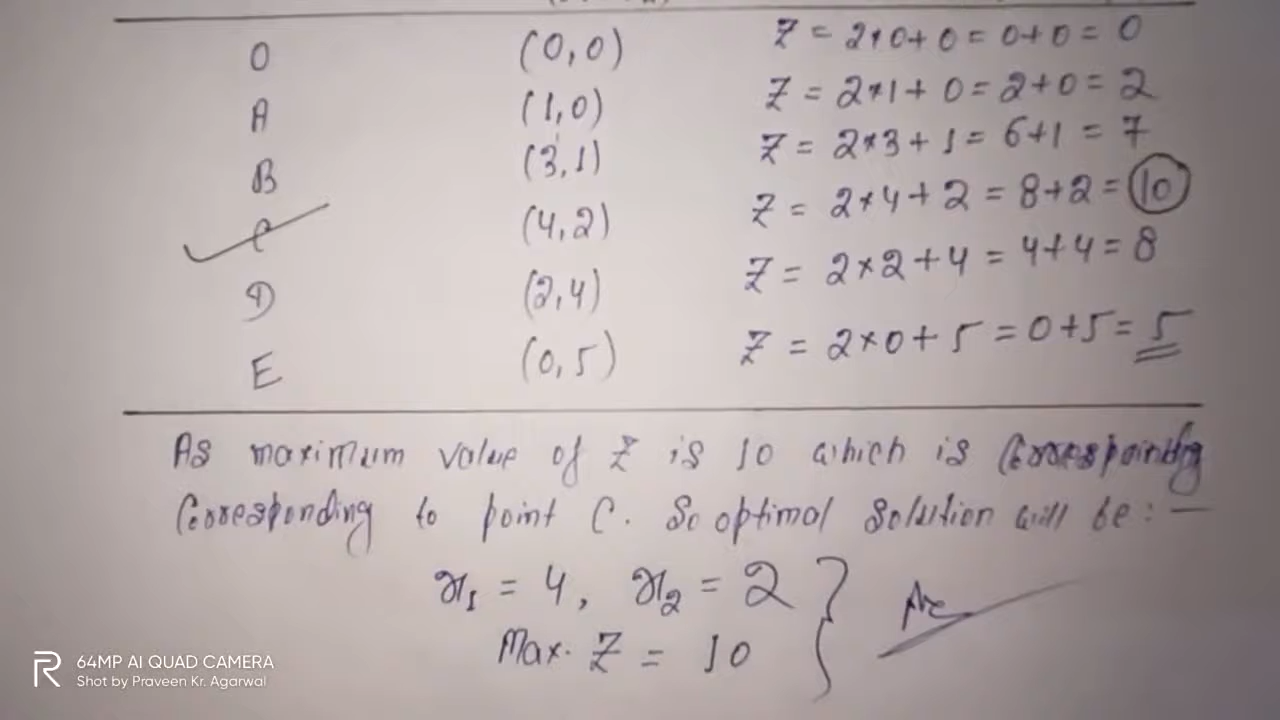 O (0,0) Z = 2*0+0 = 0+0 = 0
A (1,0) Z = 2*1+0 = 2+0 = 2
B (3,1) Z = 2*3+1 = 6+1 = 7
C (4,2) Z = 2*4+2 = 8+2 = 10
D (2,4) Z = 2×2+4 = 4+4 = 8
E (0,5) Z = 2×0+5 = 0+5 = 5
As maximum value of Z is 10 which is Corresponding
Corresponding to point C. So optimal solution will be : —
x₁ = 4, x₂ = 2 }
Max. Z = 10
R 64MP AI QUAD CAMERA
Shot by Praveen Kr. Agarwal